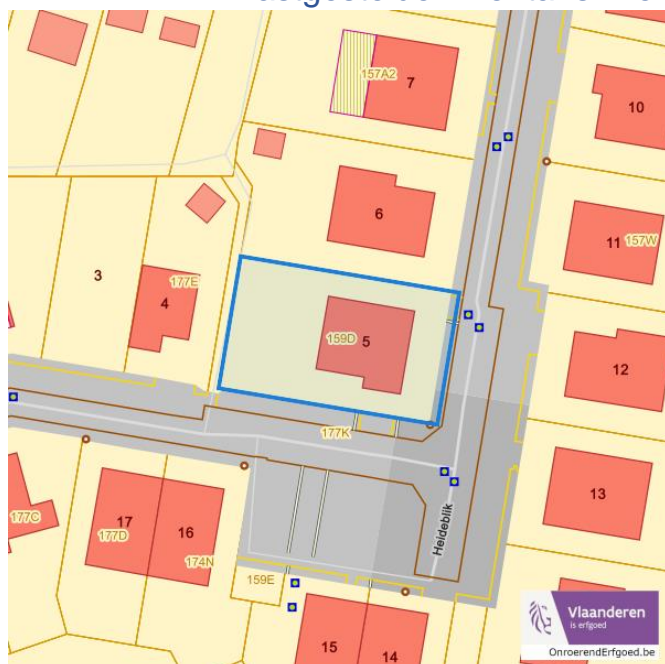 157A2
7
10
6
11
157W
3
177E
4
159D
5
12
177K
13
177C
17
177D
16
174N
Heideblik
159E
15
14
Vlaanderen
is erfgoed
OnroerendErfgoed.be